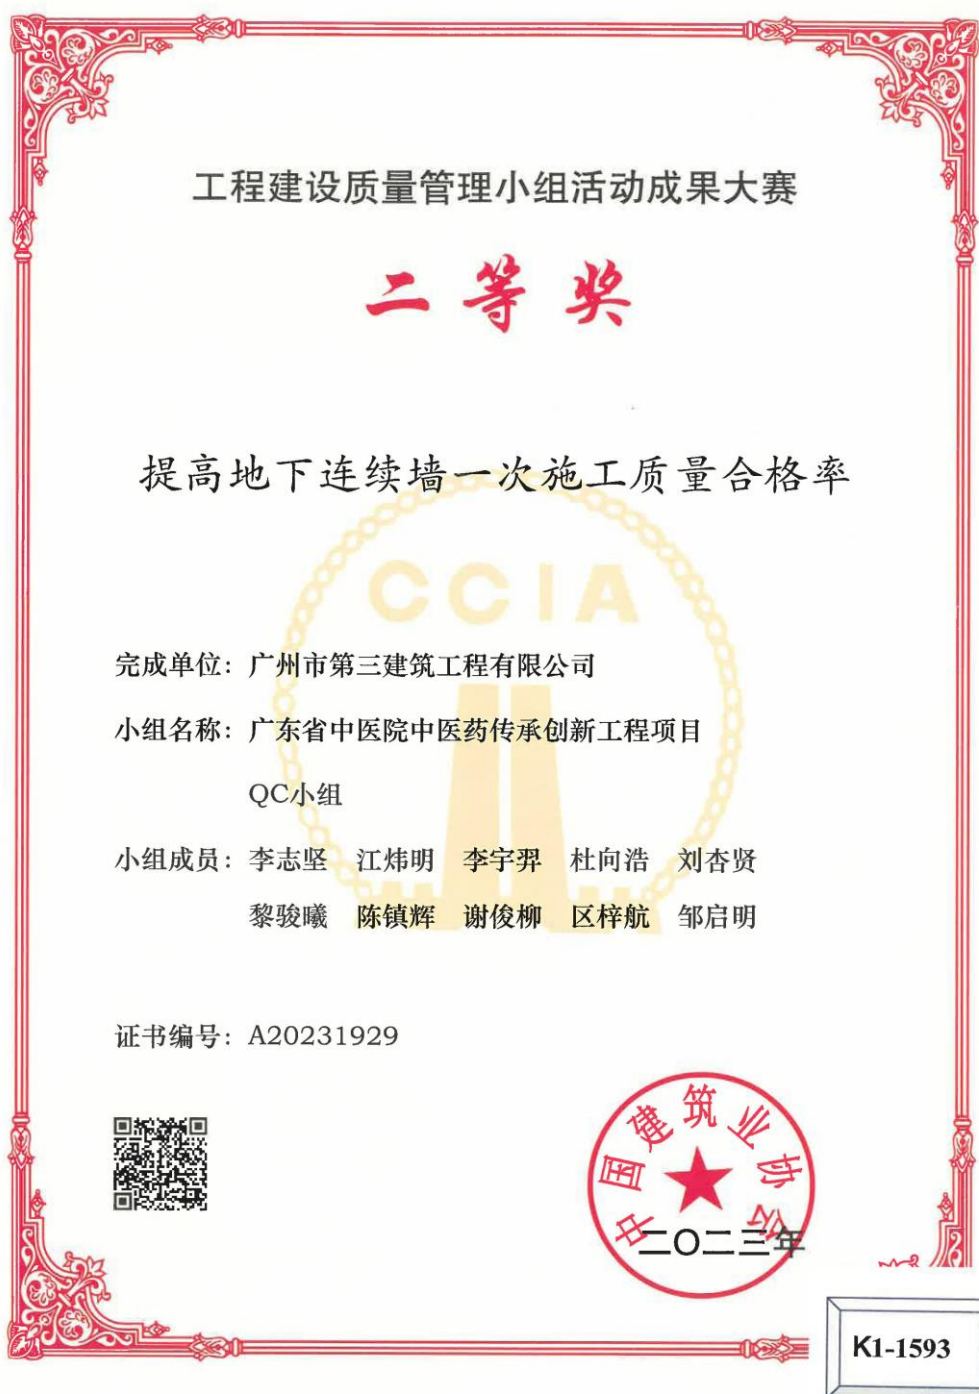 工程建设质量管理小组活动成果大赛
二等奖
提高地下连续墙一次施工质量合格率
CCIA
完成单位：广州市第三建筑工程有限公司
小组名称：广东省中医院中医药传承创新工程项目
QC小组
小组成员：李志坚 江炜明 李宇羿 杜向浩 刘杏贤
黎骏曦 陈镇辉 谢俊柳 区梓航 邹启明
证书编号：A20231929
中国建筑业协会
二〇二三年
K1-1593